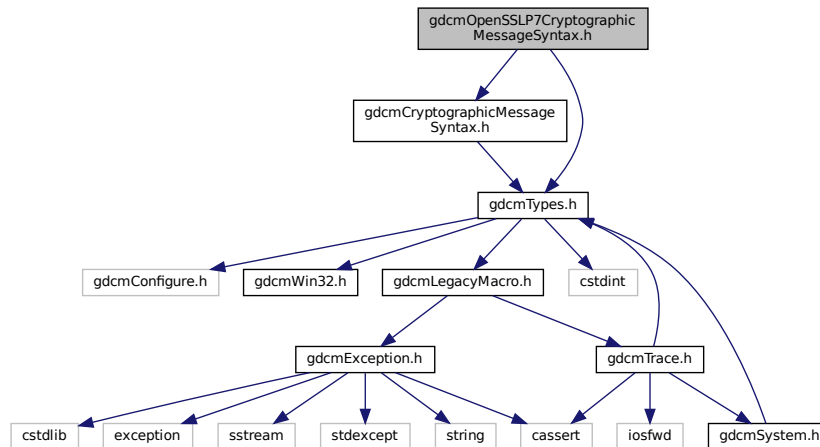 gdcmOpenSSLP7Cryptographic
MessageSyntax.h
gdcmCryptographicMessage
Syntax.h
gdcmTypes.h
gdcmConfigure.h
gdcmWin32.h
gdcmLegacyMacro.h
cstdint
gdcmException.h
gdcmTrace.h
cstdlib
exception
sstream
stdexcept
string
cassert
iosfwd
gdcmSystem.h